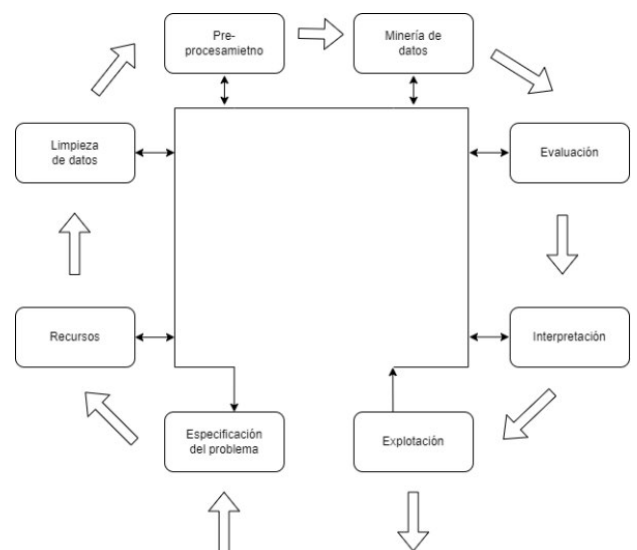 Pre-
procesamietno
Minería de
datos
Limpieza
de datos
Evaluación
Recursos
Interpretación
Especificación
del problema
Explotación